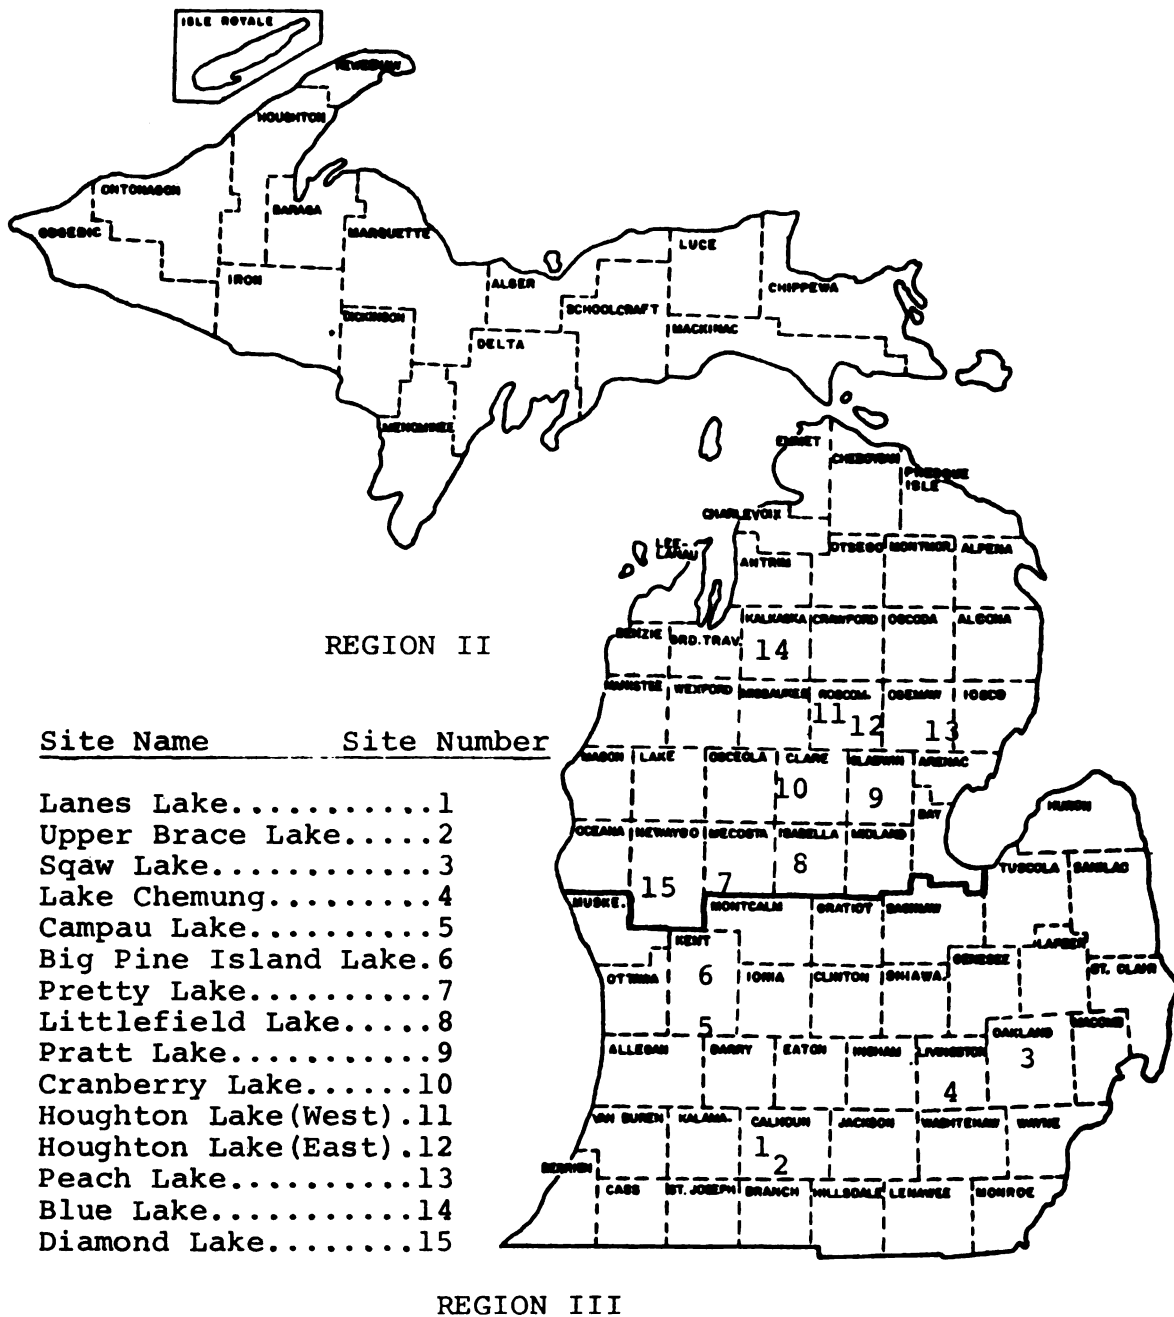 ISLE ROYALE
KEWEENAW
HOUGHTON
ONTONAGON
BARAGA
GOGEBIC
MARQUETTE
LUCE
IRON
ALGER
CHIPPEWA
DICKINSON
SCHOOLCRAFT
MACKINAC
DELTA
MENOMINEE
EMMET
CHEBOYGAN
PRESQUE
ISLE
CHARLEVOIX
LEE-
LANAU
ANTRIM
OTSEGO
MONTMOR.
ALPENA
KALKASKA
CRAWFORD
OSCODA
ALCONA
BENZIE
GRD. TRAV.
14
REGION II
MANISTEE
WEXFORD
MISSAUKEE
ROSCOM.
OGEMAW
IOSCO
11
12
13
Site Name Site Number
MASON
LAKE
OSCEOLA
CLARE
GLADWIN
ARENAC
10
9
BAY
HURON
Lanes Lake...........1
Upper Brace Lake.....2
Sqaw Lake............3
Lake Chemung.........4
Campau Lake..........5
Big Pine Island Lake.6
Pretty Lake..........7
Littlefield Lake.....8
Pratt Lake...........9
Cranberry Lake......10
Houghton Lake(West).11
Houghton Lake(East).12
Peach Lake..........13
Blue Lake...........14
Diamond Lake........15
OCEANA
NEWAYGO
MECOSTA
ISABELLA
MIDLAND
8
TUSCOLA
SANILAC
15
7
MUSKE.
MONTCALM
GRATIOT
SAGINAW
KENT
LAPEER
GENESEE
ST. CLAIR
OTTAWA
6
IONIA
CLINTON
SHIAWA.
5
OAKLAND
MACOMB
ALLEGAN
BARRY
EATON
INGHAM
LIVINGSTON
3
4
VAN BUREN
KALAMA.
CALHOUN
JACKSON
WASHTENAW
WAYNE
1
2
BERRIEN
CASS
ST. JOSEPH
BRANCH
HILLSDALE
LENAWEE
MONROE
REGION III